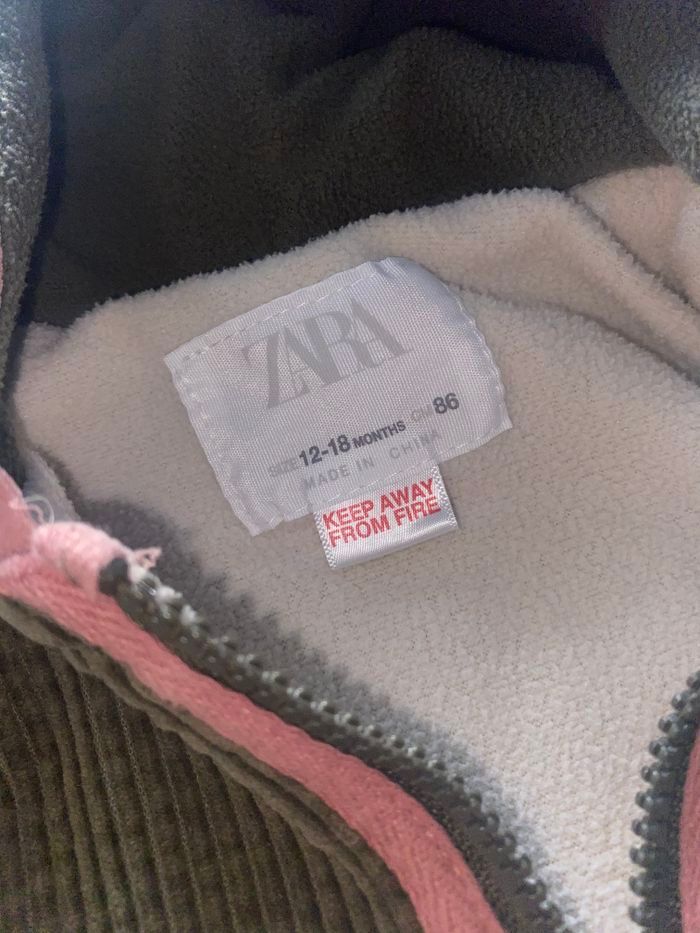 ZARA
SIZE 12-18 MONTHS CM 86
MADE IN CHINA
KEEP AWAY
FROM FIRE